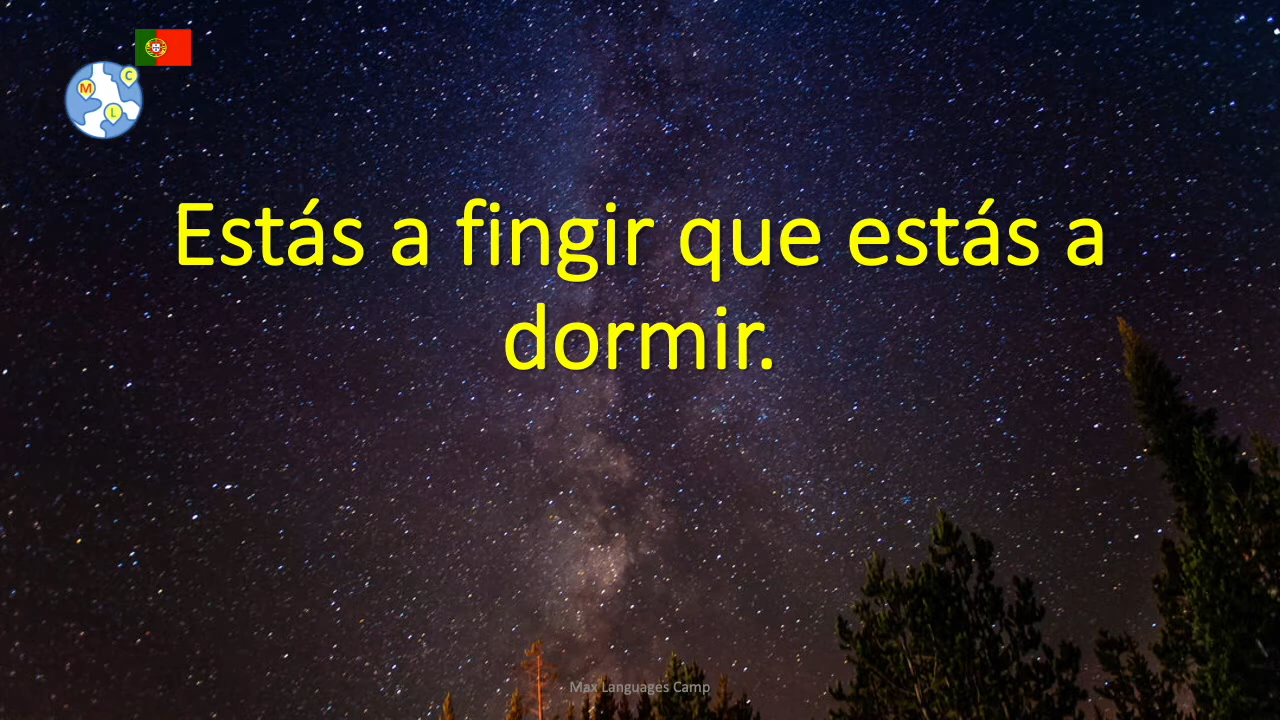 C
M
L
Estás a fingir que estás a
dormir.
Max Languages Camp